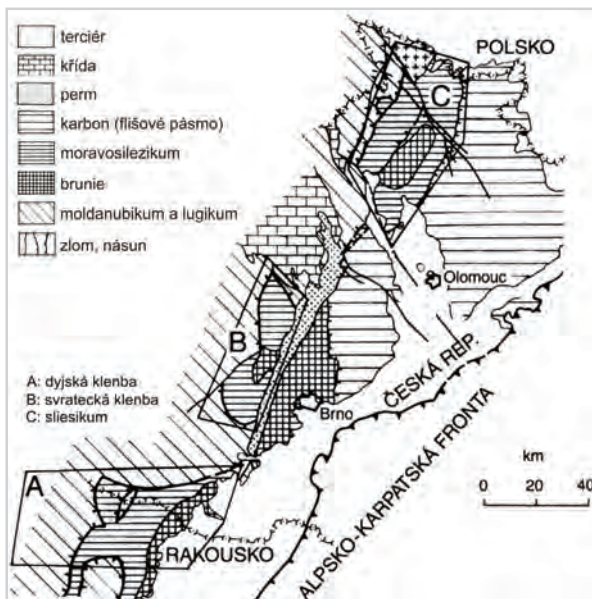 terciér
křída
perm
karbon (flišové pásmo)
moravosilezikum
brunie
moldanubikum a lugikum
zlom, násun
A: dyjská klenba
B: svratecká klenba
C: sliesikum
POLSKO
C
Olomouc
B
ČESKÁ REP.
Brno
ALPSKO-KARPATSKÁ FRONTA
A
RAKOUSKO
km
0 20 40